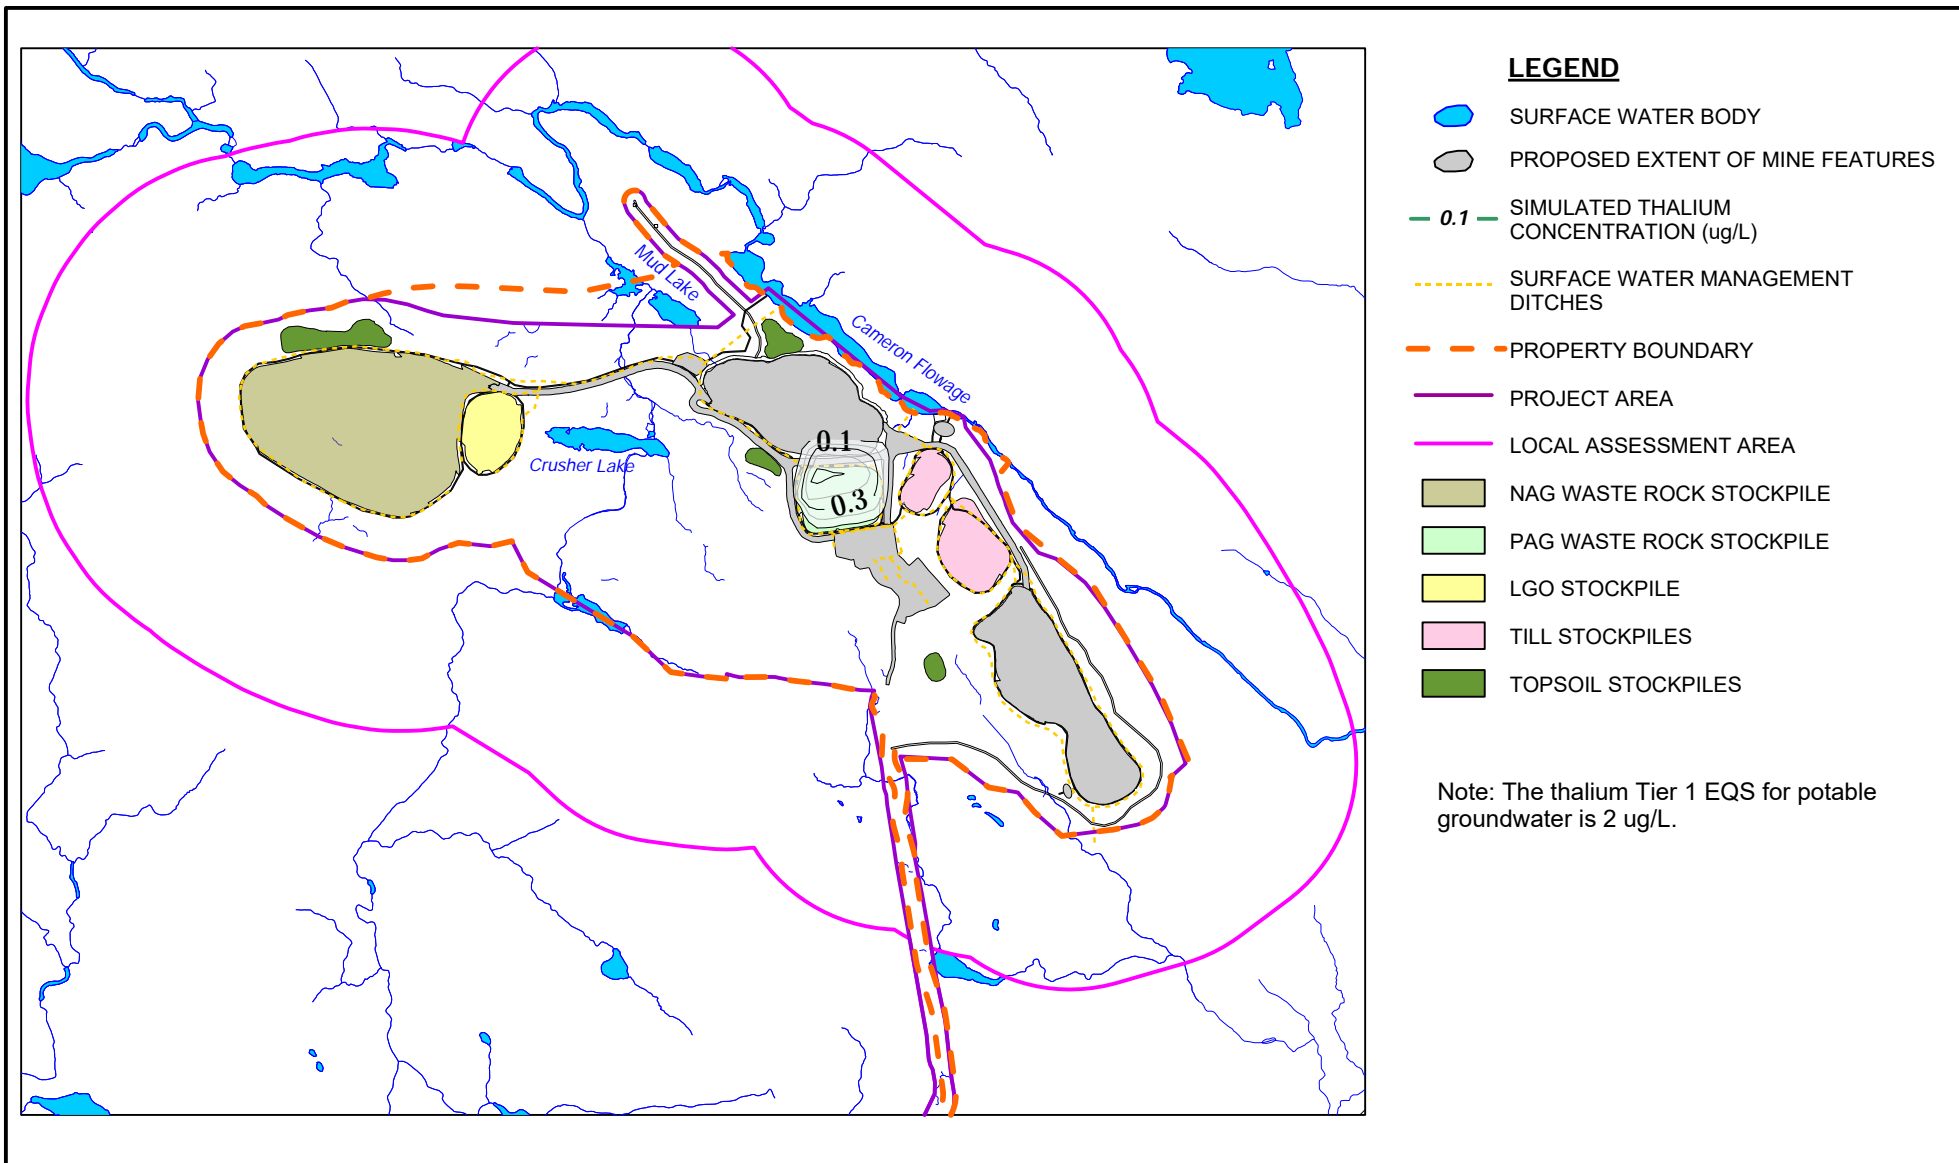 LEGEND
SURFACE WATER BODY
PROPOSED EXTENT OF MINE FEATURES
0.1
SIMULATED THALIUM
CONCENTRATION (ug/L)
SURFACE WATER MANAGEMENT
DITCHES
PROPERTY BOUNDARY
PROJECT AREA
LOCAL ASSESSMENT AREA
NAG WASTE ROCK STOCKPILE
PAG WASTE ROCK STOCKPILE
LGO STOCKPILE
TILL STOCKPILES
TOPSOIL STOCKPILES
Note: The thalium Tier 1 EQS for potable
groundwater is 2 ug/L.
Mud Lake
Cameron Flowage
Crusher Lake
0.1
0.3